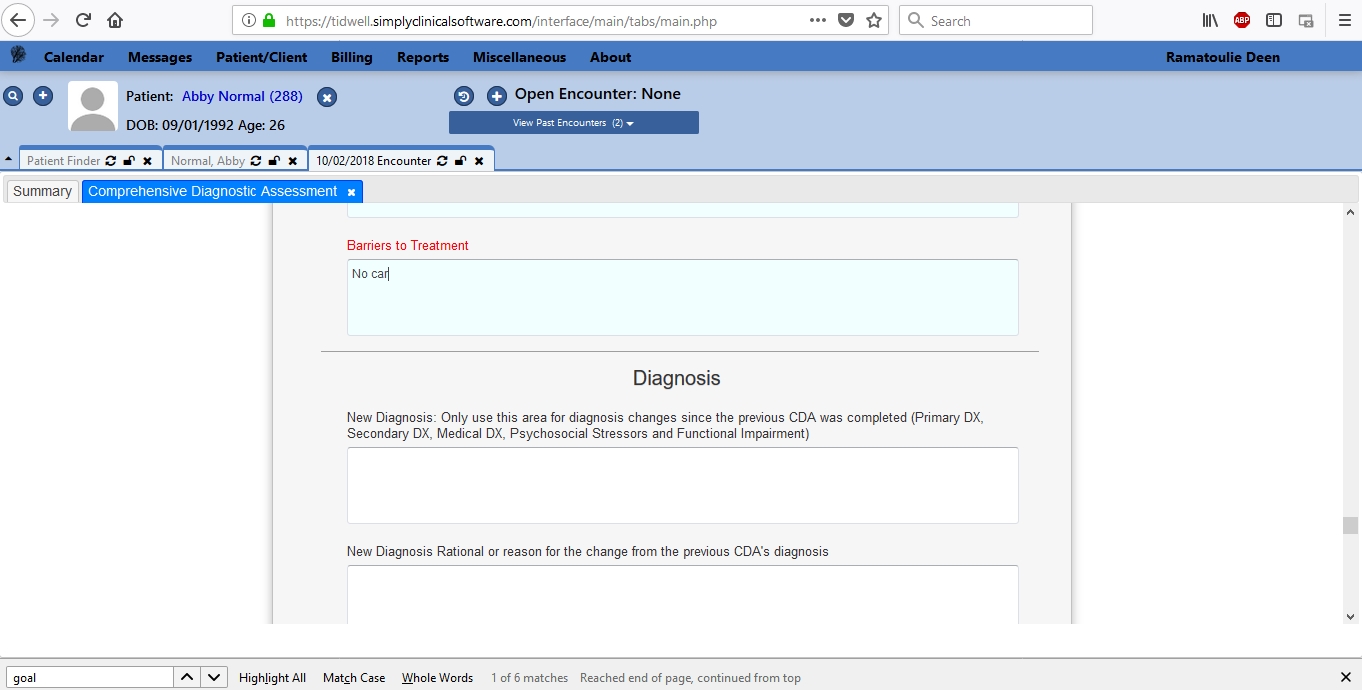 https://tidwell.simplyclinicalsoftware.com/interface/main/tabs/main.php
Search
ABP
Calendar Messages Patient/Client Billing Reports Miscellaneous About Ramatoulie Deen
Patient: Abby Normal (288)
DOB: 09/01/1992 Age: 26
Open Encounter: None
View Past Encounters (2)
Patient Finder Normal, Abby 10/02/2018 Encounter
Summary Comprehensive Diagnostic Assessment
Barriers to Treatment
No car
Diagnosis
New Diagnosis: Only use this area for diagnosis changes since the previous CDA was completed (Primary DX,
Secondary DX, Medical DX, Psychosocial Stressors and Functional Impairment)
New Diagnosis Rational or reason for the change from the previous CDA's diagnosis
goal Highlight All Match Case Whole Words 1 of 6 matches Reached end of page, continued from top